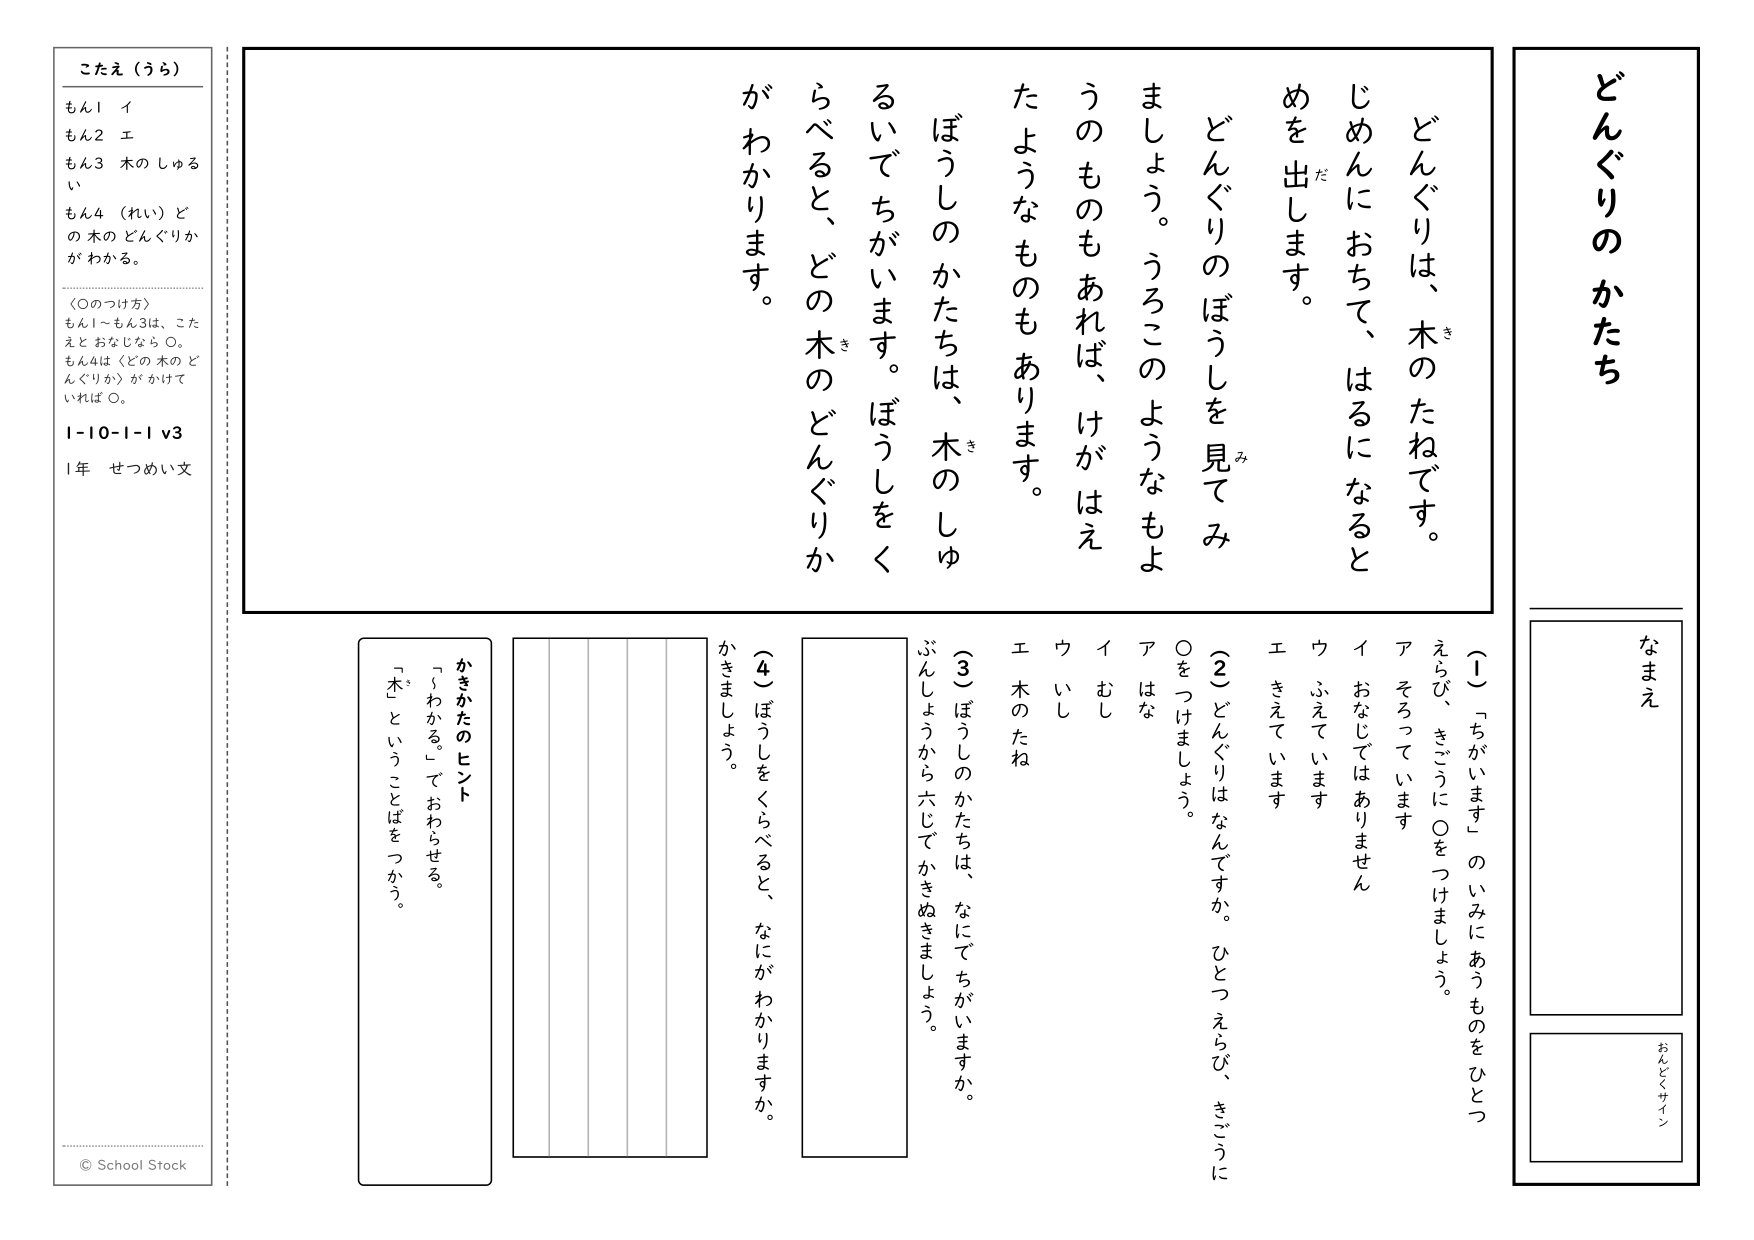 どんぐりの かたち
なまえ
おんどくサイン
どんぐりは、木のたねです。
き
じめんに おちて、はるに なると
めを 出します。
だ
どんぐりの ぼうしを 見て み
み
ましょう。うろこの ような もよ
うの ものも あれば、けが はえ
た ような ものも あります。
ぼうしの かたちは、木の しゅ
き
るいで ちがいます。ぼうしを く
らべると、どの 木の どんぐりか
き
が わかります。
(1)「ちがいます」の いみに あう ものを ひとつ
えらび、きごうに ○を つけましょう。
ア そろって います
イ おなじでは ありません
ウ ふえて います
エ きえて います
(2)どんぐりは なんですか。ひとつ えらび、きごうに
○を つけましょう。
ア はな
イ むし
ウ いし
エ 木の たね
(3)ぼうしの かたちは、なにで ちがいますか。
ぶんしょうから 六じで かきぬきましょう。
(4)ぼうしを くらべると、なにが わかりますか。
かきましょう。
かきかたの ヒント
「〜わかる。」で おわらせる。
「木」と いう ことばを つかう。
き
こたえ（うら）
もん1 イ
もん2 エ
もん3 木の しゅる
い
もん4 （れい）ど
の 木の どんぐりか
が わかる。
〈○のつけ方〉
もん1〜もん3は、こた
えと おなじなら ○。
もん4は〈どの 木の ど
んぐりか〉が かけて
いれば ○。
1-10-1-1 v3
1年 せつめい文
© School Stock